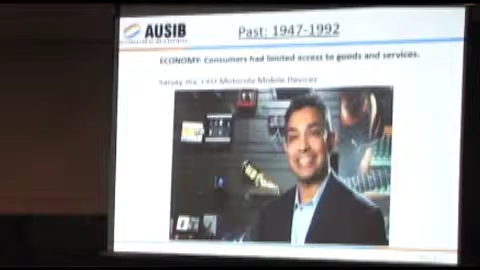 AUSIB
Past: 1947-1992
ECONOMY: Consumers had limited access to goods and services.
Sanjay Jha, CEO Motorola Mobile Devices